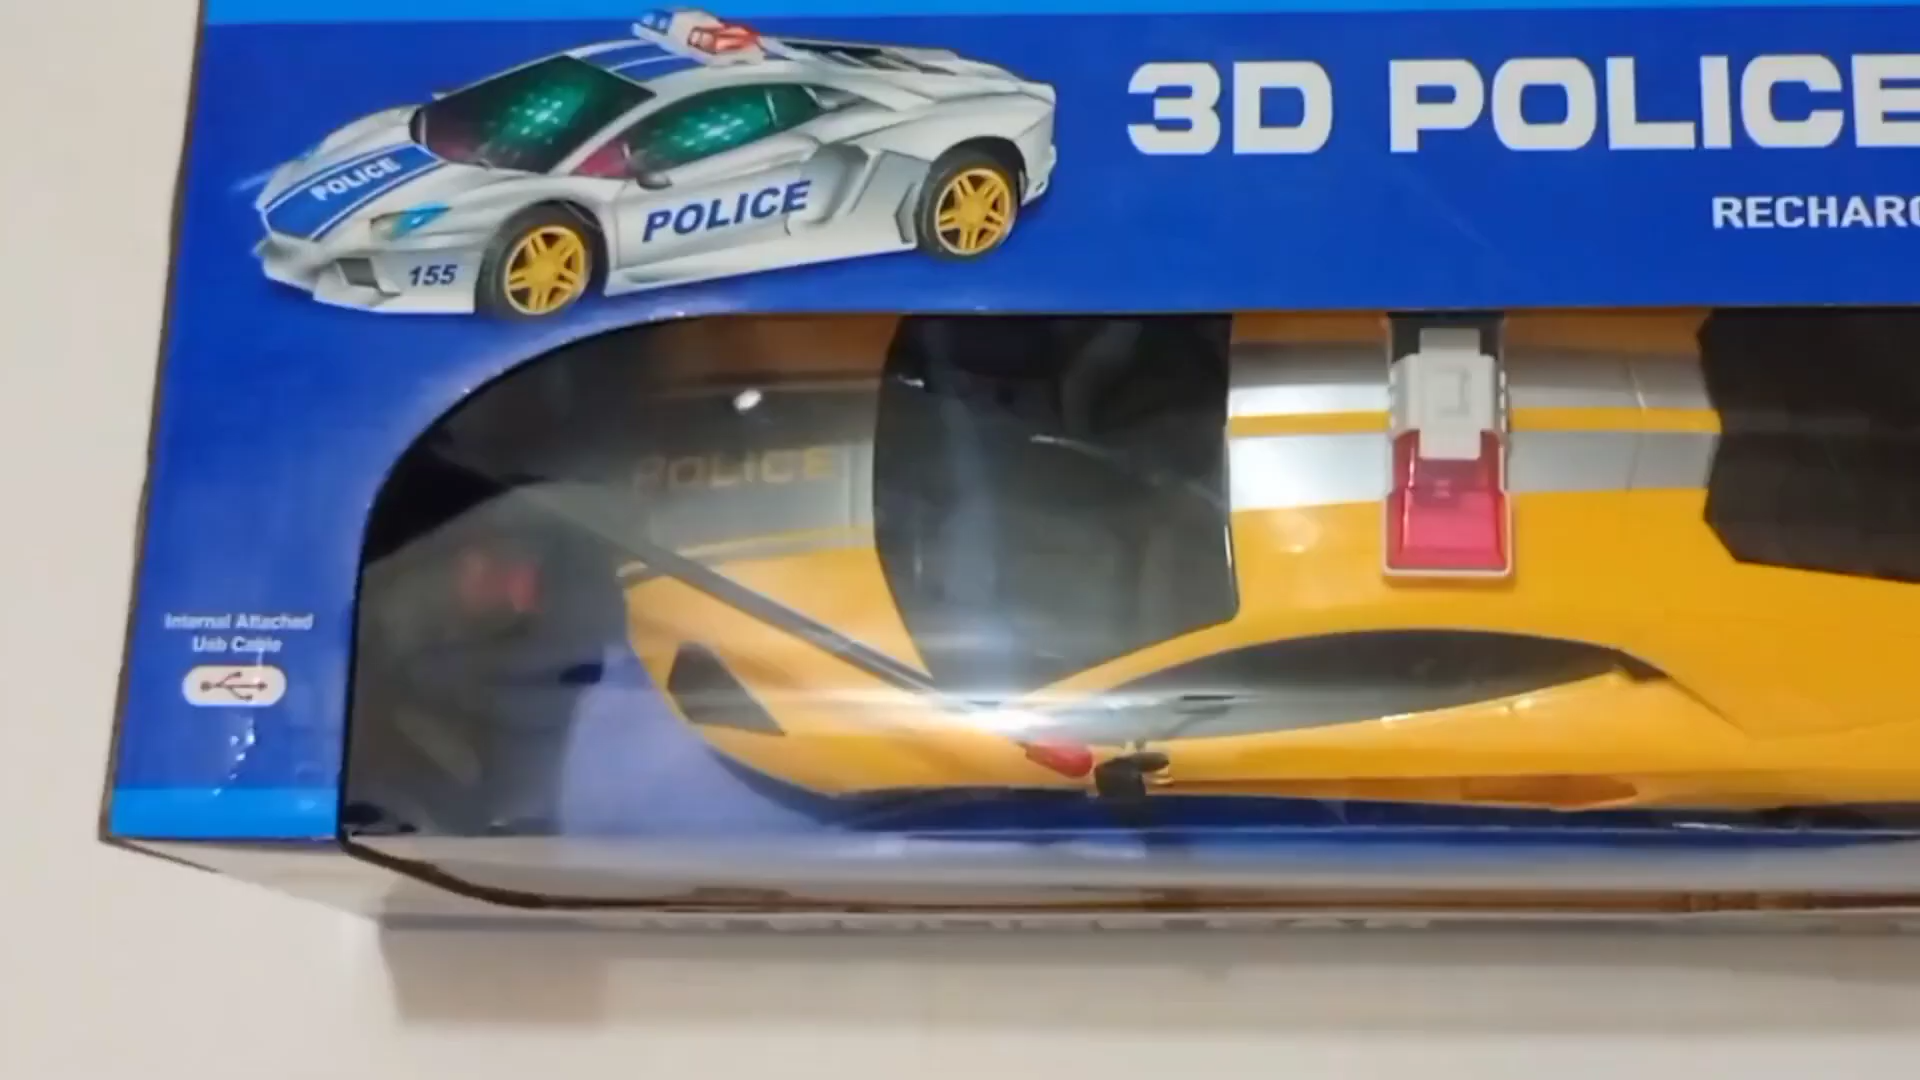 3D POLICE
RECHARG
POLICE
POLICE
155
POLICE
Internal Attached
Usb Cable